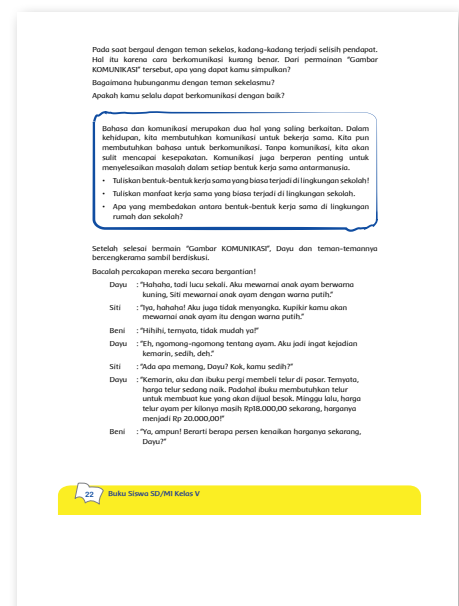 Pada saat bergaul dengan teman sekelas, kadang-kadang terjadi selisih pendapat.
Hal itu karena cara berkomunikasi kurang benar. Dari permainan “Gambar
KOMUNIKASI” tersebut, apa yang dapat kamu simpulkan?
Bagaimana hubunganmu dengan teman sekelasmu?
Apakah kamu selalu dapat berkomunikasi dengan baik?
Bahasa dan komunikasi merupakan dua hal yang saling berkaitan. Dalam
kehidupan, kita membutuhkan komunikasi untuk bekerja sama. Kita pun
membutuhkan bahasa untuk berkomunikasi. Tanpa komunikasi, kita akan
sulit mencapai kesepakatan. Komunikasi juga berperan penting untuk
menyelesaikan masalah dalam setiap bentuk kerja sama antarmanusia.
• Tuliskan bentuk-bentuk kerja sama yang biasa terjadi di lingkungan sekolah!
• Tuliskan manfaat kerja sama yang biasa terjadi di lingkungan sekolah.
• Apa yang membedakan antara bentuk-bentuk kerja sama di lingkungan
rumah dan sekolah?
Setelah selesai bermain “Gambar KOMUNIKASI”, Dayu dan teman-temannya
bercengkerama sambil berdiskusi.
Bacalah percakapan mereka secara bergantian!
Dayu : “Hahaha, tadi lucu sekali. Aku mewarnai anak ayam berwarna
kuning, Siti mewarnai anak ayam dengan warna putih.”
Siti : “Iya, hahaha! Aku juga tidak menyangka. Kupikir kamu akan
mewarnai anak ayam itu dengan warna putih.”
Beni : “Hihihi, ternyata, tidak mudah ya!”
Dayu : “Eh, ngomong-ngomong tentang ayam. Aku jadi ingat kejadian
kemarin, sedih, deh.”
Siti : “Ada apa memang, Dayu? Kok, kamu sedih?”
Dayu : “Kemarin, aku dan ibuku pergi membeli telur di pasar. Ternyata,
harga telur sedang naik. Padahal ibuku membutuhkan telur
untuk membuat kue yang akan dijual besok. Minggu lalu, harga
telur ayam per kilonya masih Rp18.000,00 sekarang, harganya
menjadi Rp 20.000,00!”
Beni : “Ya, ampun! Berarti berapa persen kenaikan harganya sekarang,
Dayu?”
22 Buku Siswa SD/MI Kelas V